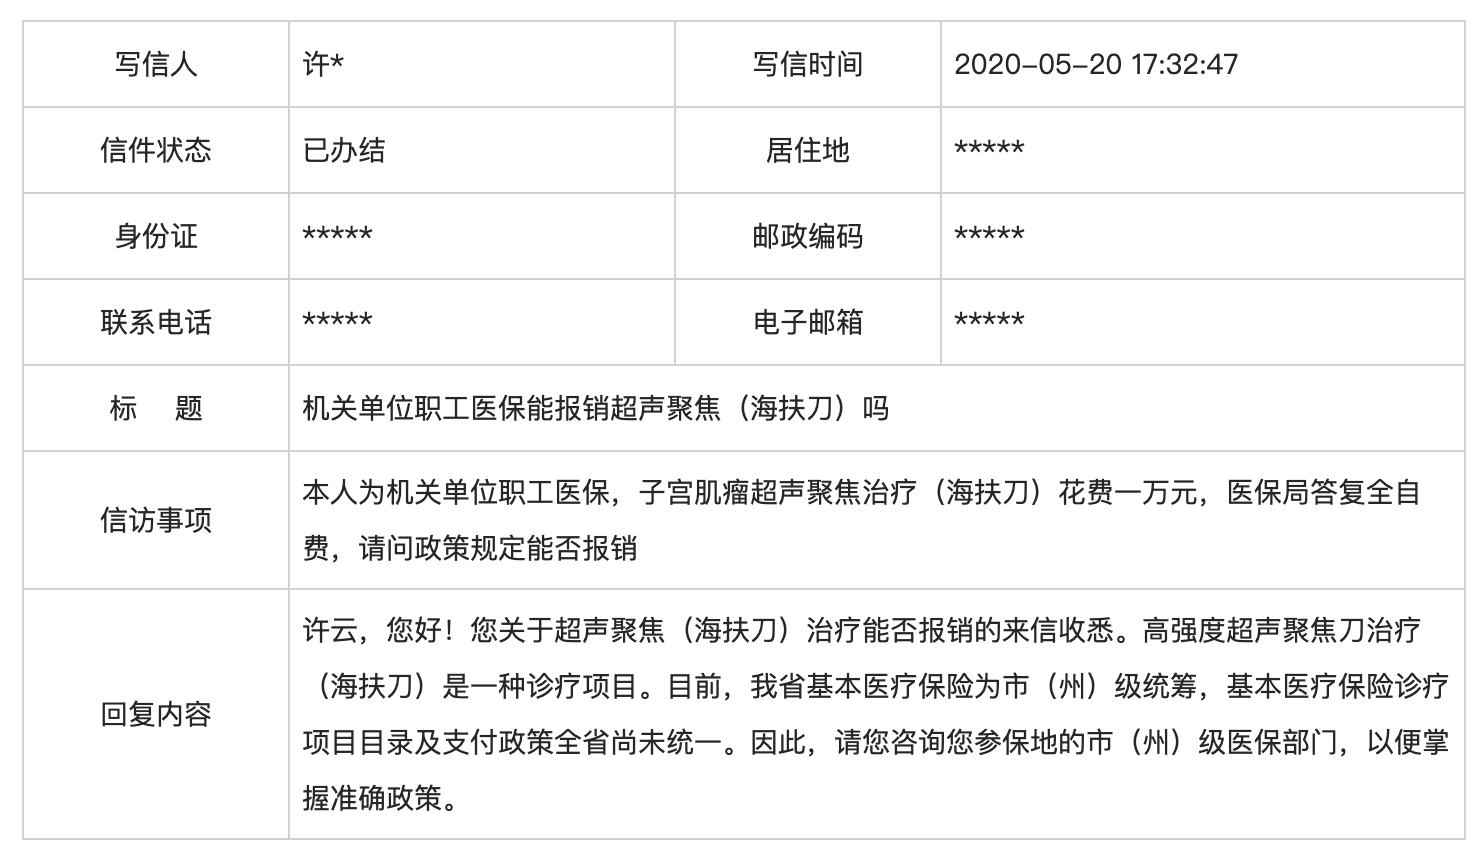 写信人 许* 写信时间 2020-05-20 17:32:47
信件状态 已办结 居住地 *****
身份证 ***** 邮政编码 *****
联系电话 ***** 电子邮箱 *****
标 题 机关单位职工医保能报销超声聚焦（海扶刀）吗
信访事项
本人为机关单位职工医保，子宫肌瘤超声聚焦治疗（海扶刀）花费一万元，医保局答复全自
费，请问政策规定能否报销
回复内容
许云，您好！您关于超声聚焦（海扶刀）治疗能否报销的来信收悉。高强度超声聚焦刀治疗
（海扶刀）是一种诊疗项目。目前，我省基本医疗保险为市（州）级统筹，基本医疗保险诊疗
项目目录及支付政策全省尚未统一。因此，请您咨询您参保地的市（州）级医保部门，以便掌
握准确政策。